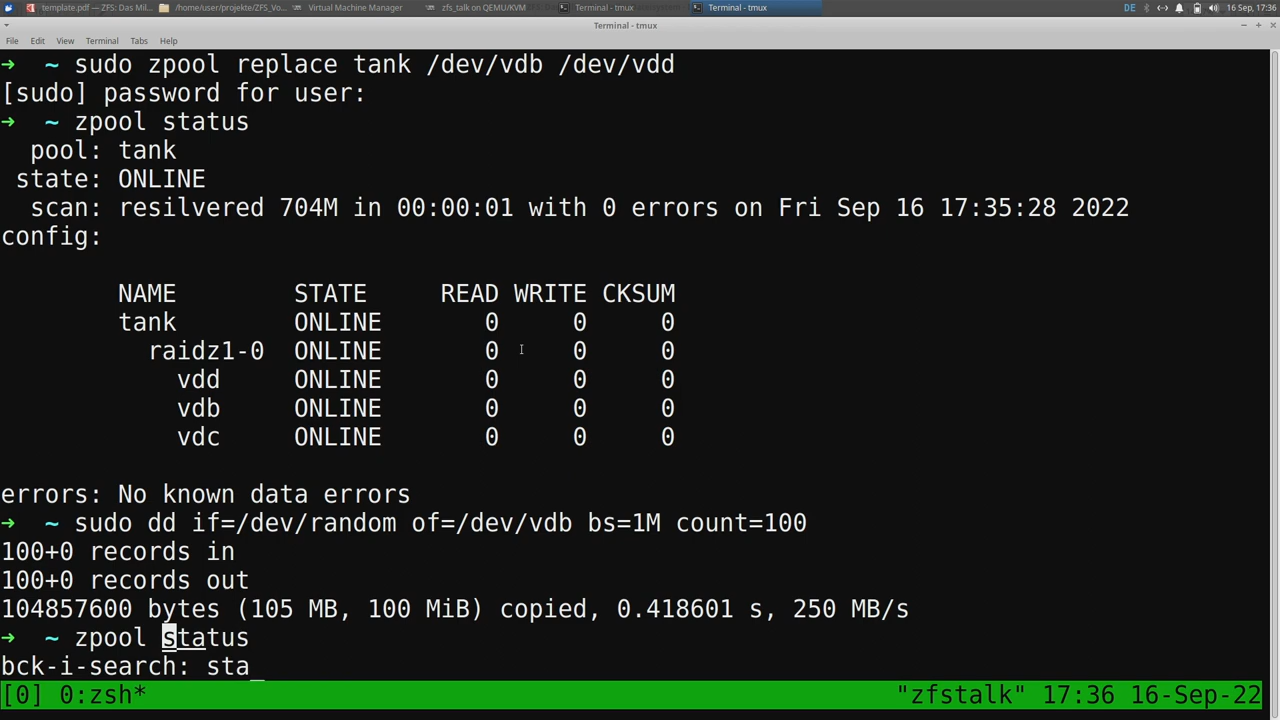 template.pdf — ZFS: Das Mil...
/home/user/projekte/ZFS_Vo...
Virtual Machine Manager
zfs_talk on QEMU/KVM
Terminal - tmux
Terminal - tmux
DE
16 Sep, 17:36
Terminal - tmux
File Edit View Terminal Tabs Help
➜ ~ sudo zpool replace tank /dev/vdb /dev/vdd
[sudo] password for user:
➜ ~ zpool status
pool: tank
state: ONLINE
scan: resilvered 704M in 00:00:01 with 0 errors on Fri Sep 16 17:35:28 2022
config:
NAME STATE READ WRITE CKSUM
tank ONLINE 0 0 0
raidz1-0 ONLINE 0 0 0
vdd ONLINE 0 0 0
vdb ONLINE 0 0 0
vdc ONLINE 0 0 0
errors: No known data errors
➜ ~ sudo dd if=/dev/random of=/dev/vdb bs=1M count=100
100+0 records in
100+0 records out
104857600 bytes (105 MB, 100 MiB) copied, 0.418601 s, 250 MB/s
➜ ~ zpool status
bck-i-search: sta_
[0] 0:zsh* "zfstalk" 17:36 16-Sep-22